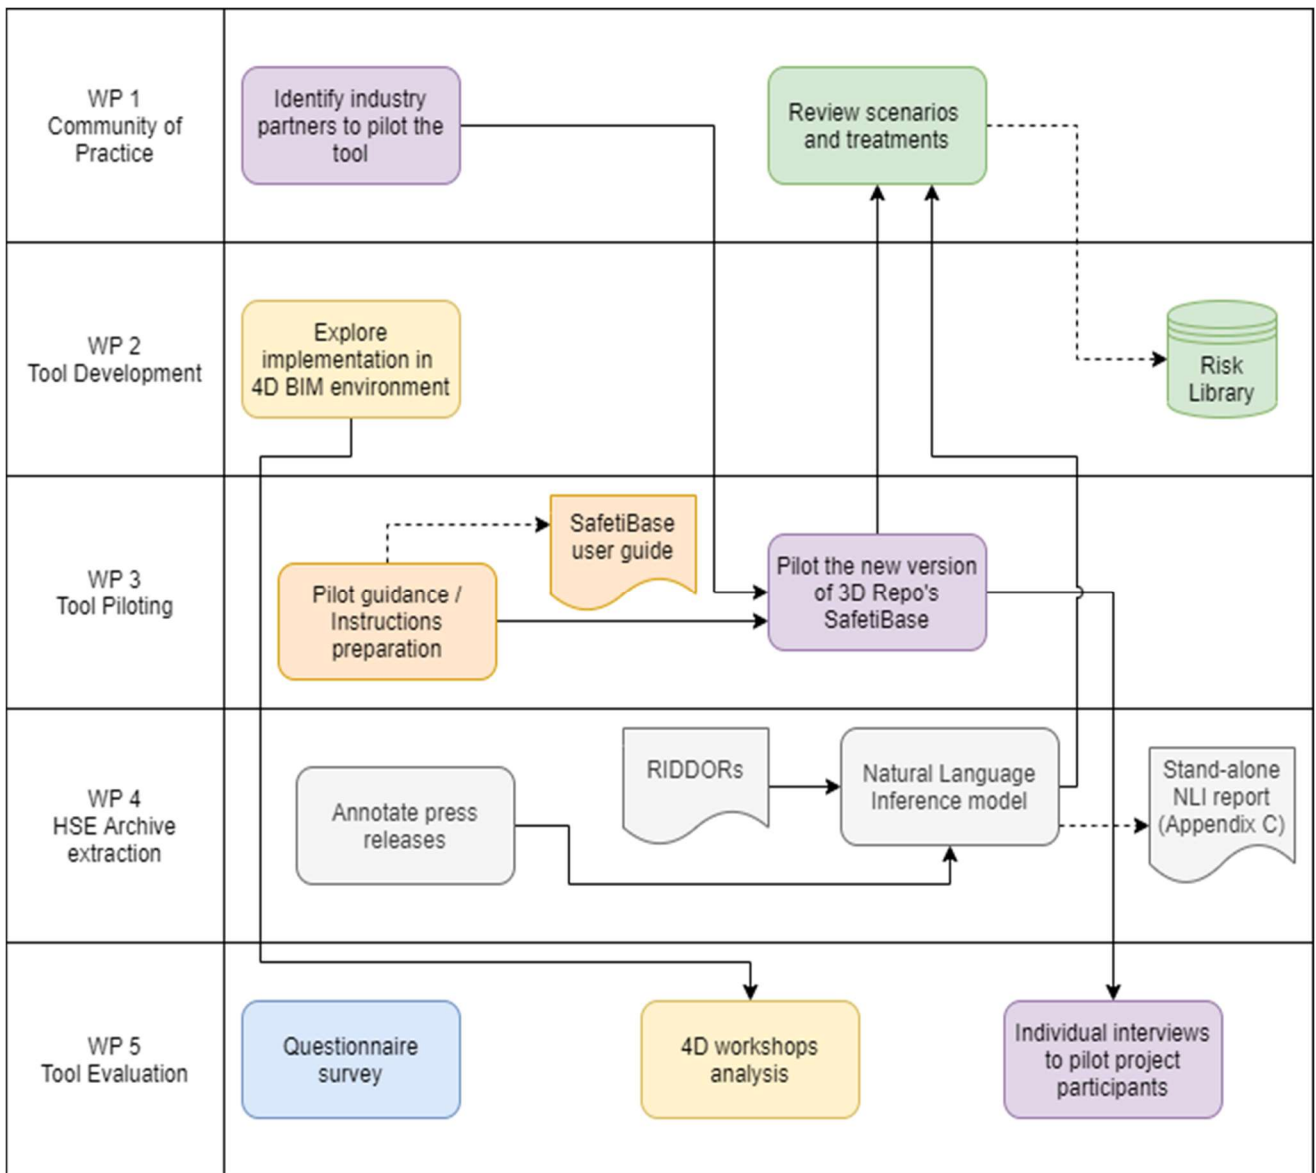 WP 1
Community of
Practice
Identify industry
partners to pilot the
tool
Review scenarios
and treatments
WP 2
Tool Development
Explore
implementation in
4D BIM environment
Risk
Library
WP 3
Tool Piloting
Pilot guidance /
Instructions
preparation
SafetiBase
user guide
Pilot the new version
of 3D Repo's
SafetiBase
WP 4
HSE Archive
extraction
Annotate press
releases
RIDDORs
Natural Language
Inference model
Stand-alone
NLI report
(Appendix C)
WP 5
Tool Evaluation
Questionnaire
survey
4D workshops
analysis
Individual interviews
to pilot project
participants